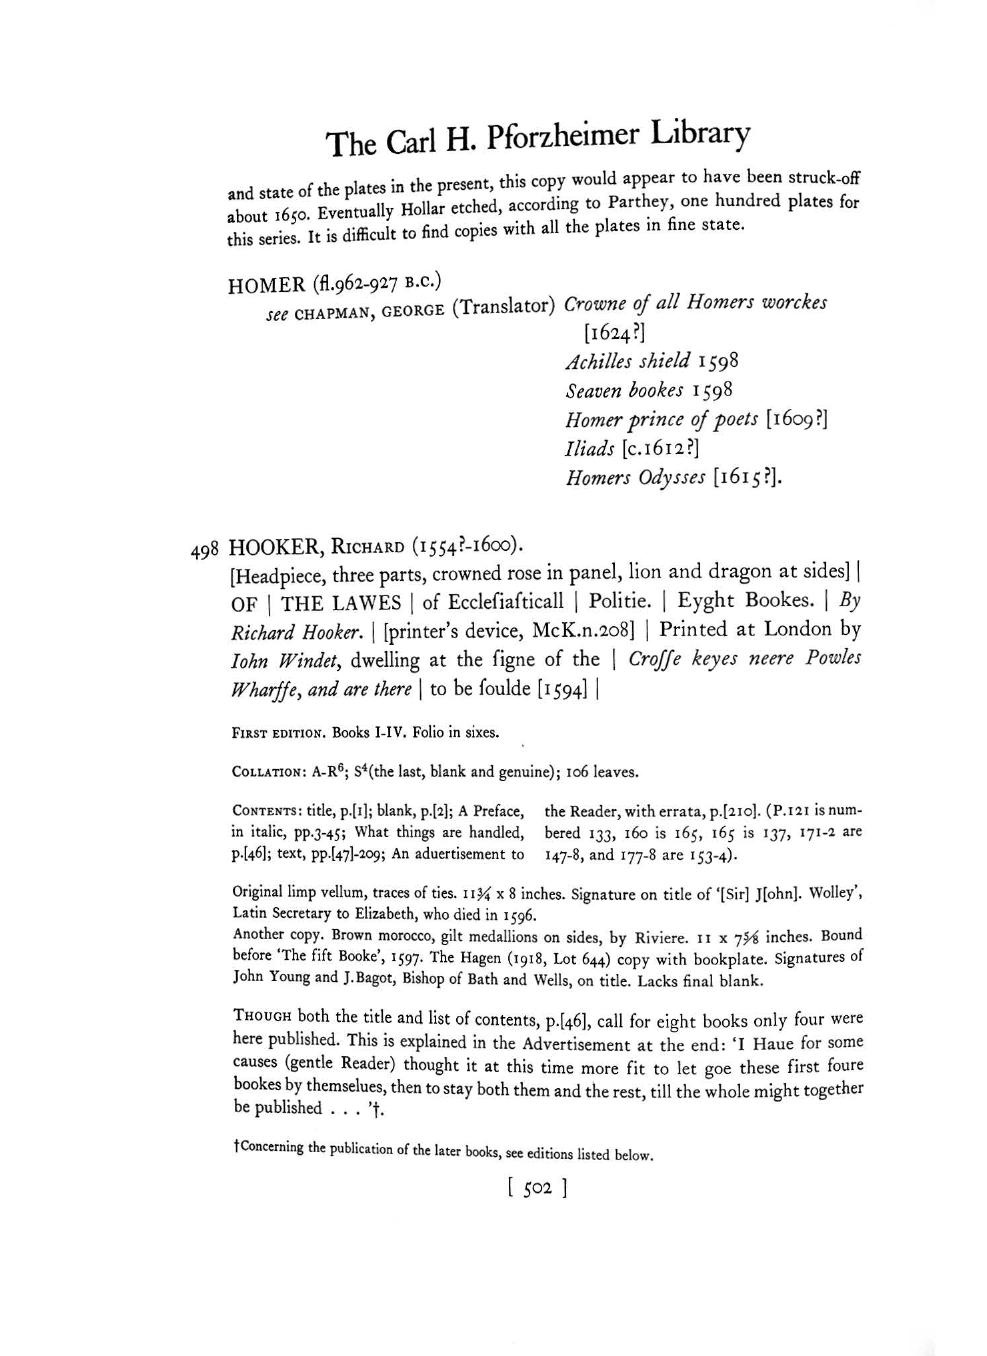 The Carl H. Pforzheimer Library
and state of the plates in the present, this copy would appear to have been struck-off
about 1650. Eventually Hollar etched, according to Parthey, one hundred plates for
this series. It is difficult to find copies with all the plates in fine state.
HOMER (fl.962-927 B.C.)
see CHAPMAN, GEORGE (Translator) Crowne of all Homers worckes
[1624?]
Achilles shield 1598
Seaven bookes 1598
Homer prince of poets [1609?]
Iliads [c.1612?]
Homers Odysses [1615?].
498 HOOKER, RICHARD (1554?-1600).
[Headpiece, three parts, crowned rose in panel, lion and dragon at sides] |
OF | THE LAWES | of Eccleſiaſticall | Politie. | Eyght Bookes. | By
Richard Hooker. | [printer's device, McK.n.208] | Printed at London by
Iohn Windet, dwelling at the ſigne of the | Croſſe keyes neere Powles
Wharffe, and are there | to be ſoulde [1594] |
FIRST EDITION. Books I-IV. Folio in sixes.
COLLATION: A-R⁶; S⁴(the last, blank and genuine); 106 leaves.
CONTENTS: title, p.[1]; blank, p.[2]; A Preface,
in italic, pp.3-45; What things are handled,
p.[46]; text, pp.[47]-209; An aduertisement to
the Reader, with errata, p.[210]. (P.121 is num-
bered 133, 160 is 165, 165 is 137, 171-2 are
147-8, and 177-8 are 153-4).
Original limp vellum, traces of ties. 11¾ x 8 inches. Signature on title of '[Sir] J[ohn]. Wolley',
Latin Secretary to Elizabeth, who died in 1596.
Another copy. Brown morocco, gilt medallions on sides, by Riviere. 11 x 7⅝ inches. Bound
before 'The fift Booke', 1597. The Hagen (1918, Lot 644) copy with bookplate. Signatures of
John Young and J.Bagot, Bishop of Bath and Wells, on title. Lacks final blank.
THOUGH both the title and list of contents, p.[46], call for eight books only four were
here published. This is explained in the Advertisement at the end: 'I Haue for some
causes (gentle Reader) thought it at this time more fit to let goe these first foure
bookes by themselues, then to stay both them and the rest, till the whole might together
be published . . . '†.
†Concerning the publication of the later books, see editions listed below.
[ 502 ]